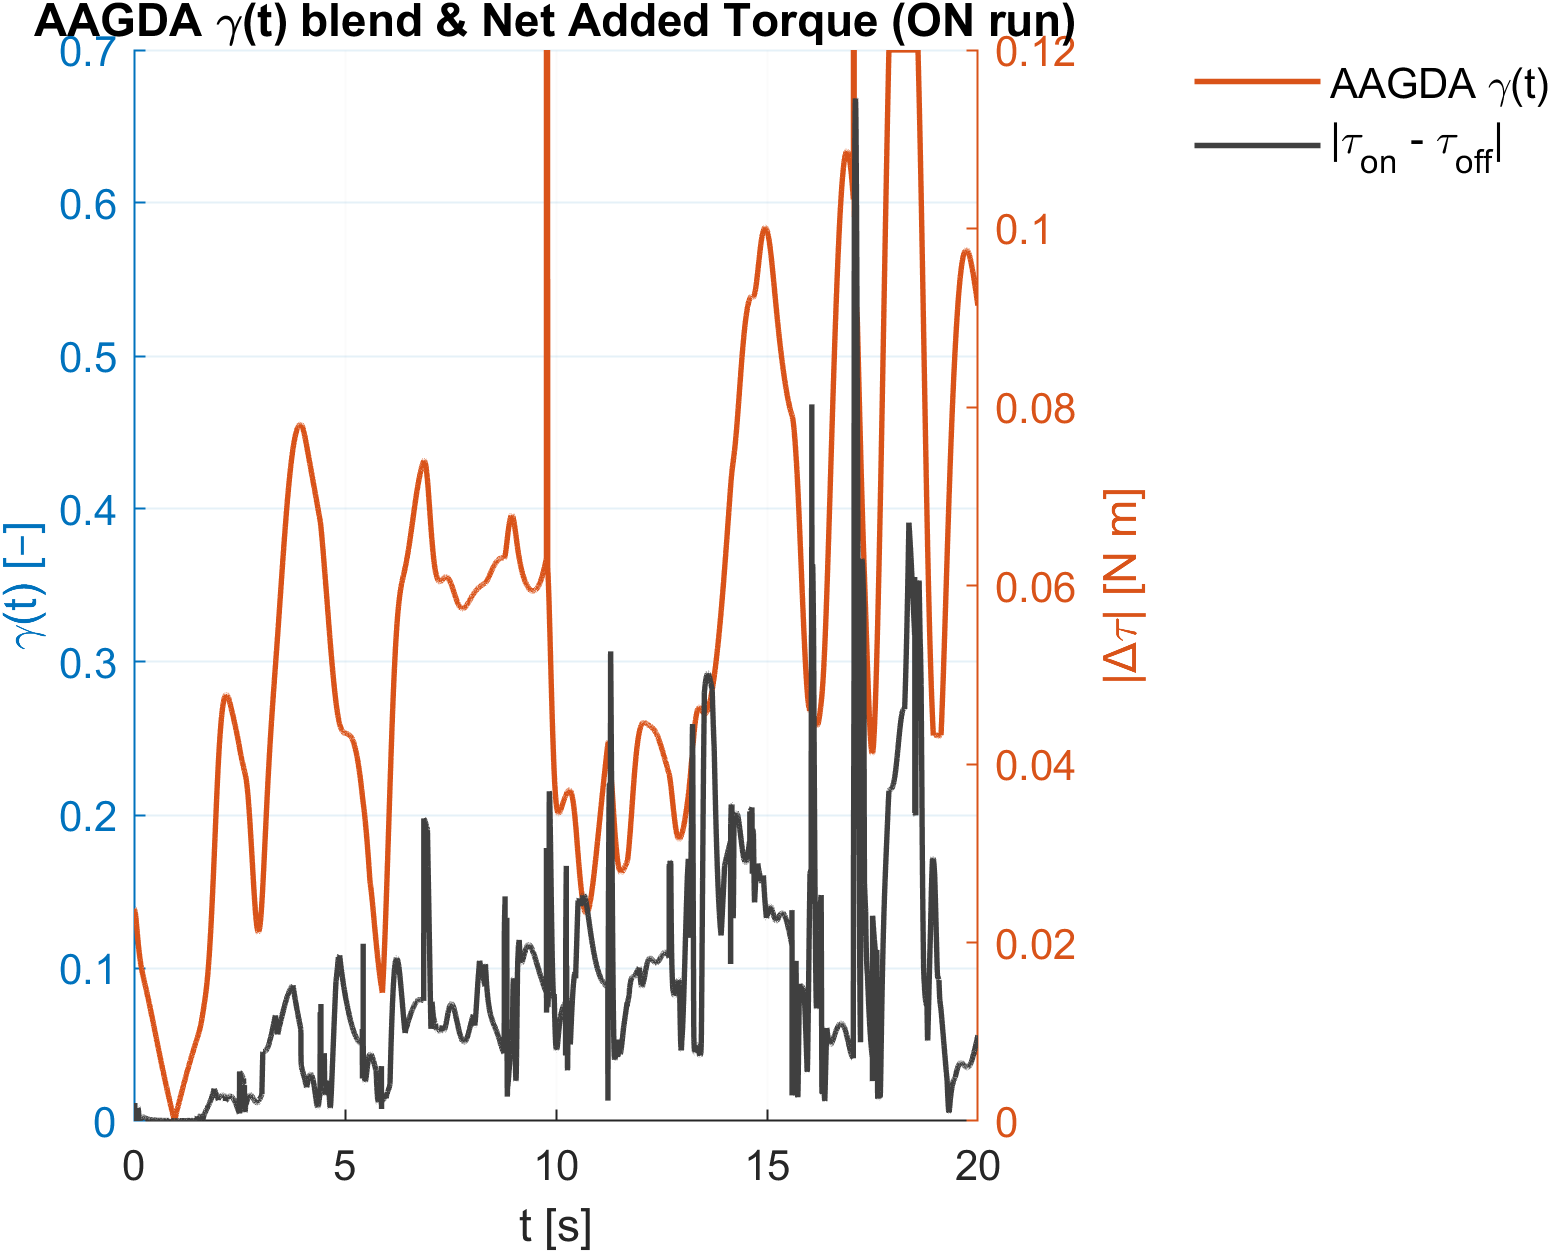 AAGDA γ(t) blend & Net Added Torque (ON run)
AAGDA γ(t)
|τon - τoff|
γ(t) [−]
0.7
0.6
0.5
0.4
0.3
0.2
0.1
0
|Δτ| [N m]
0.12
0.1
0.08
0.06
0.04
0.02
0
0 5 10 15 20
t [s]